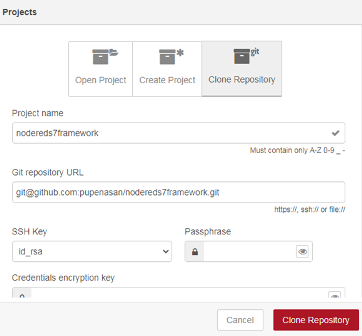 Projects
git
Open Project
Create Project
Clone Repository
Project name
nodereds7framework
Must contain only A-Z 0-9 _ -
Git repository URL
git@github.com:pupenasan/nodereds7framework.git
https://, ssh:// or file://
SSH Key
Passphrase
id_rsa
Credentials encryption key
Cancel
Clone Repository